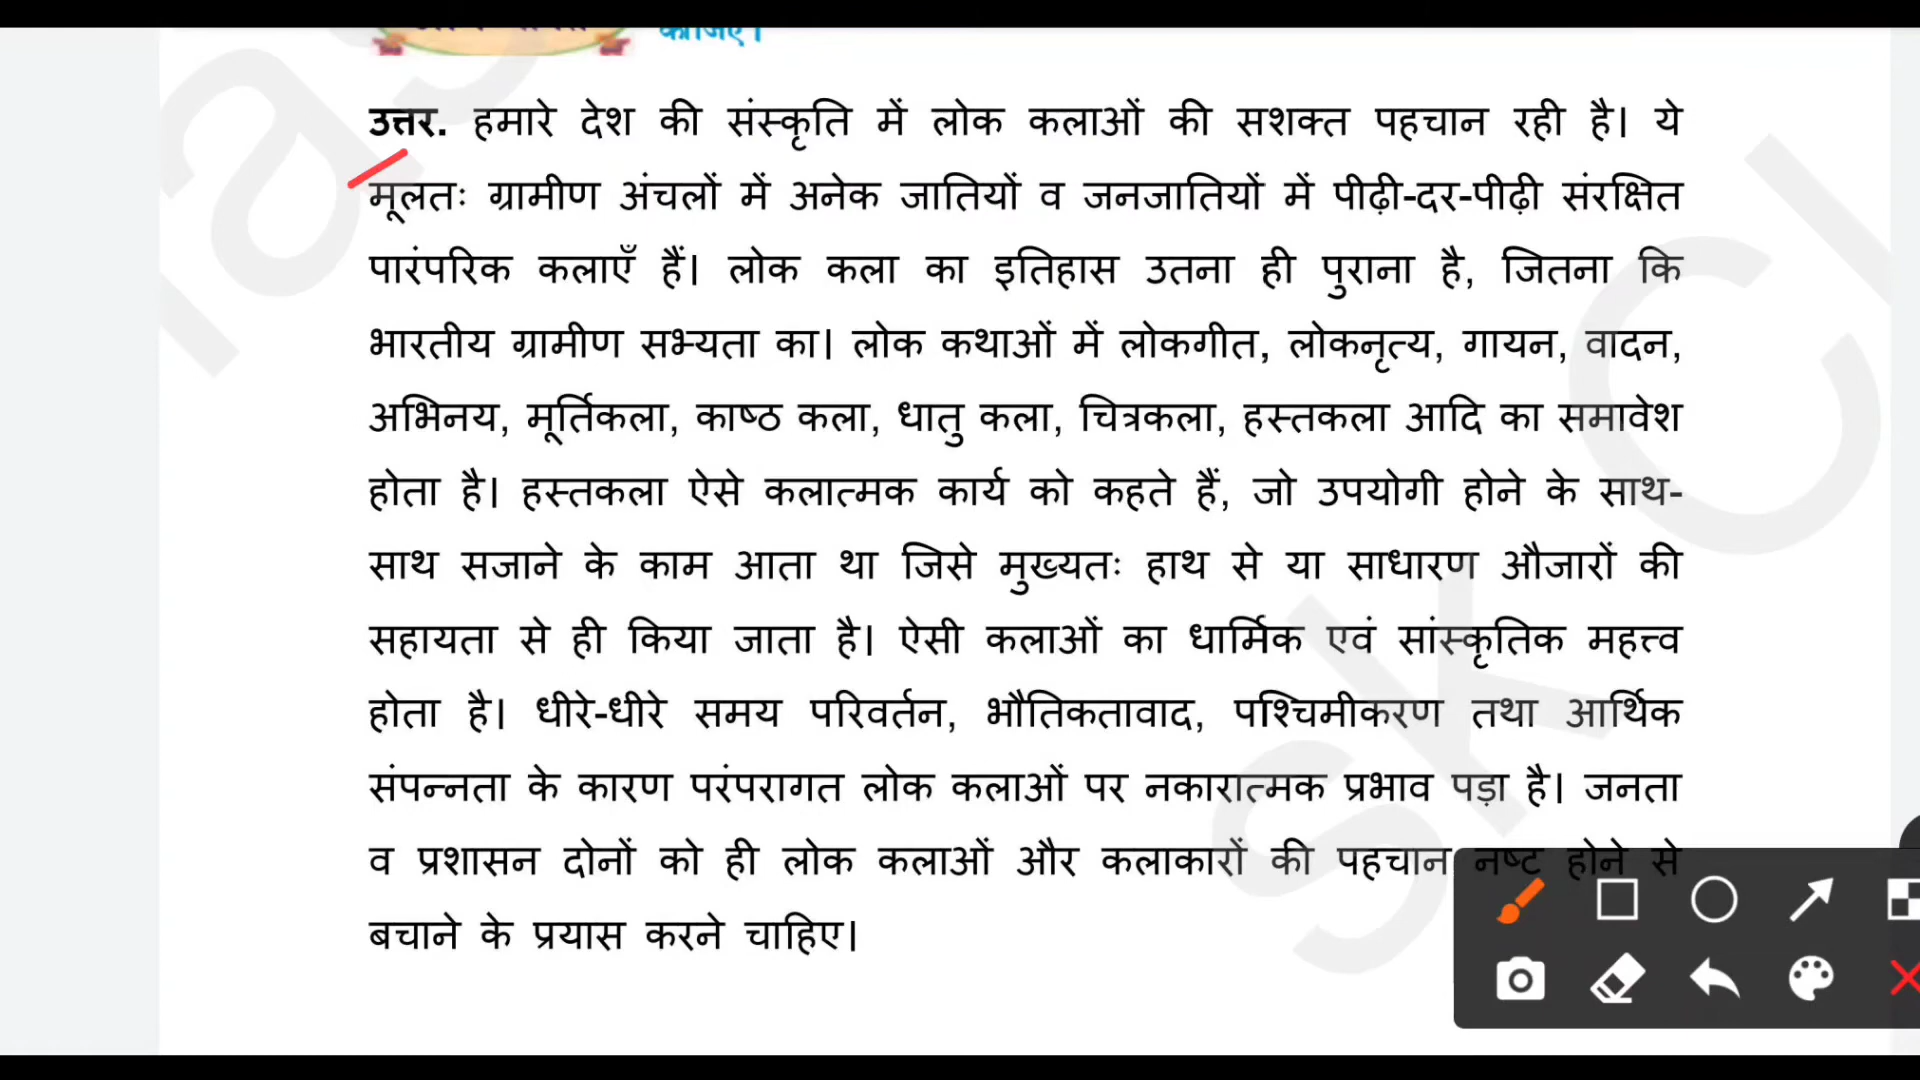 कीजिए।
उत्तर. हमारे देश की संस्कृति में लोक कलाओं की सशक्त पहचान रही है। ये
मूलतः ग्रामीण अंचलों में अनेक जातियों व जनजातियों में पीढ़ी-दर-पीढ़ी संरक्षित
पारंपरिक कलाएँ हैं। लोक कला का इतिहास उतना ही पुराना है, जितना कि
भारतीय ग्रामीण सभ्यता का। लोक कथाओं में लोकगीत, लोकनृत्य, गायन, वादन,
अभिनय, मूर्तिकला, काष्ठ कला, धातु कला, चित्रकला, हस्तकला आदि का समावेश
होता है। हस्तकला ऐसे कलात्मक कार्य को कहते हैं, जो उपयोगी होने के साथ-
साथ सजाने के काम आता था जिसे मुख्यतः हाथ से या साधारण औजारों की
सहायता से ही किया जाता है। ऐसी कलाओं का धार्मिक एवं सांस्कृतिक महत्त्व
होता है। धीरे-धीरे समय परिवर्तन, भौतिकतावाद, पश्चिमीकरण तथा आर्थिक
संपन्नता के कारण परंपरागत लोक कलाओं पर नकारात्मक प्रभाव पड़ा है। जनता
व प्रशासन दोनों को ही लोक कलाओं और कलाकारों की पहचान नष्ट होने से
बचाने के प्रयास करने चाहिए।